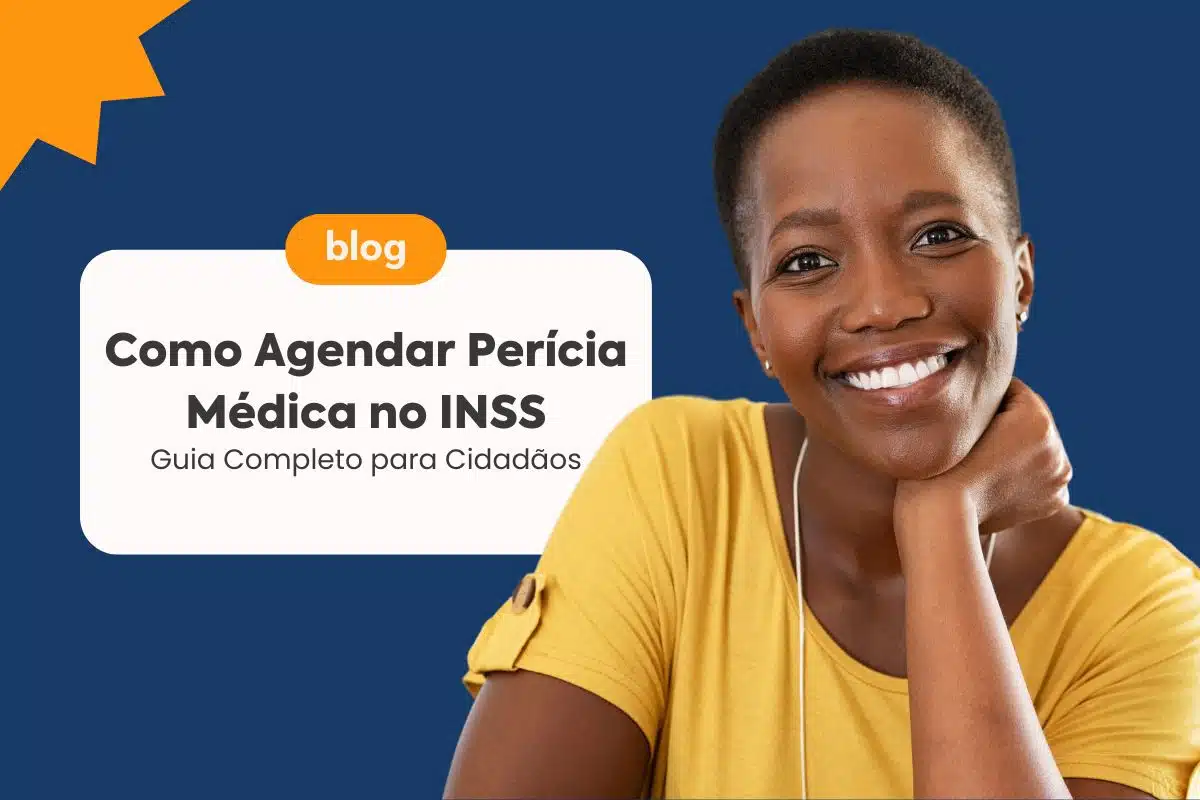 blog
Como Agendar Perícia
Médica no INSS
Guia Completo para Cidadãos